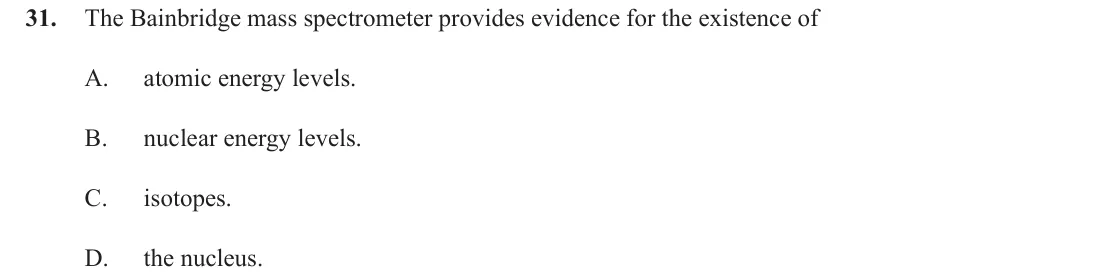 31. The Bainbridge mass spectrometer provides evidence for the existence of
A. atomic energy levels.
B. nuclear energy levels.
C. isotopes.
D. the nucleus.